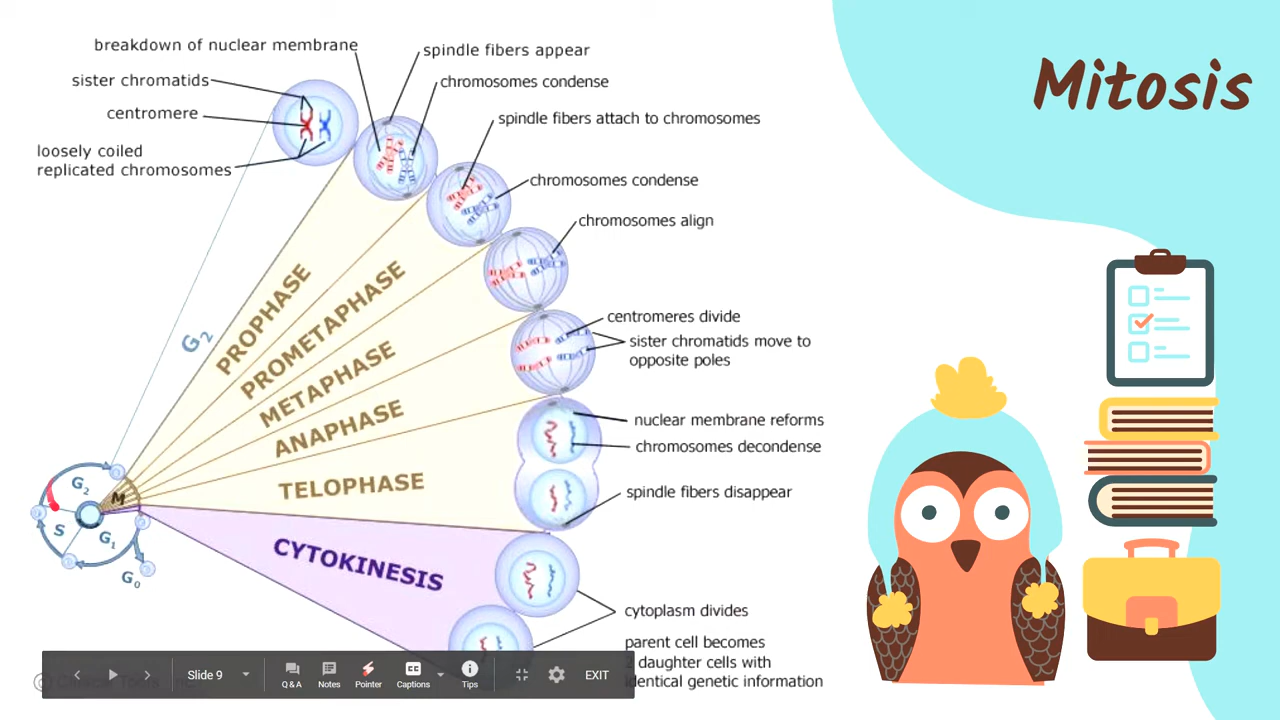 Mitosis
breakdown of nuclear membrane
spindle fibers appear
sister chromatids
chromosomes condense
centromere
spindle fibers attach to chromosomes
loosely coiled
replicated chromosomes
chromosomes condense
chromosomes align
centromeres divide
sister chromatids move to
opposite poles
nuclear membrane reforms
chromosomes decondense
spindle fibers disappear
G2
PROPHASE
PROMETAPHASE
METAPHASE
ANAPHASE
TELOPHASE
CYTOKINESIS
G2
M
S
G1
G0
cytoplasm divides
parent cell becomes
daughter cells with
identical genetic information
Slide 9
Q & A
Notes
Pointer
CC
Captions
Tips
EXIT